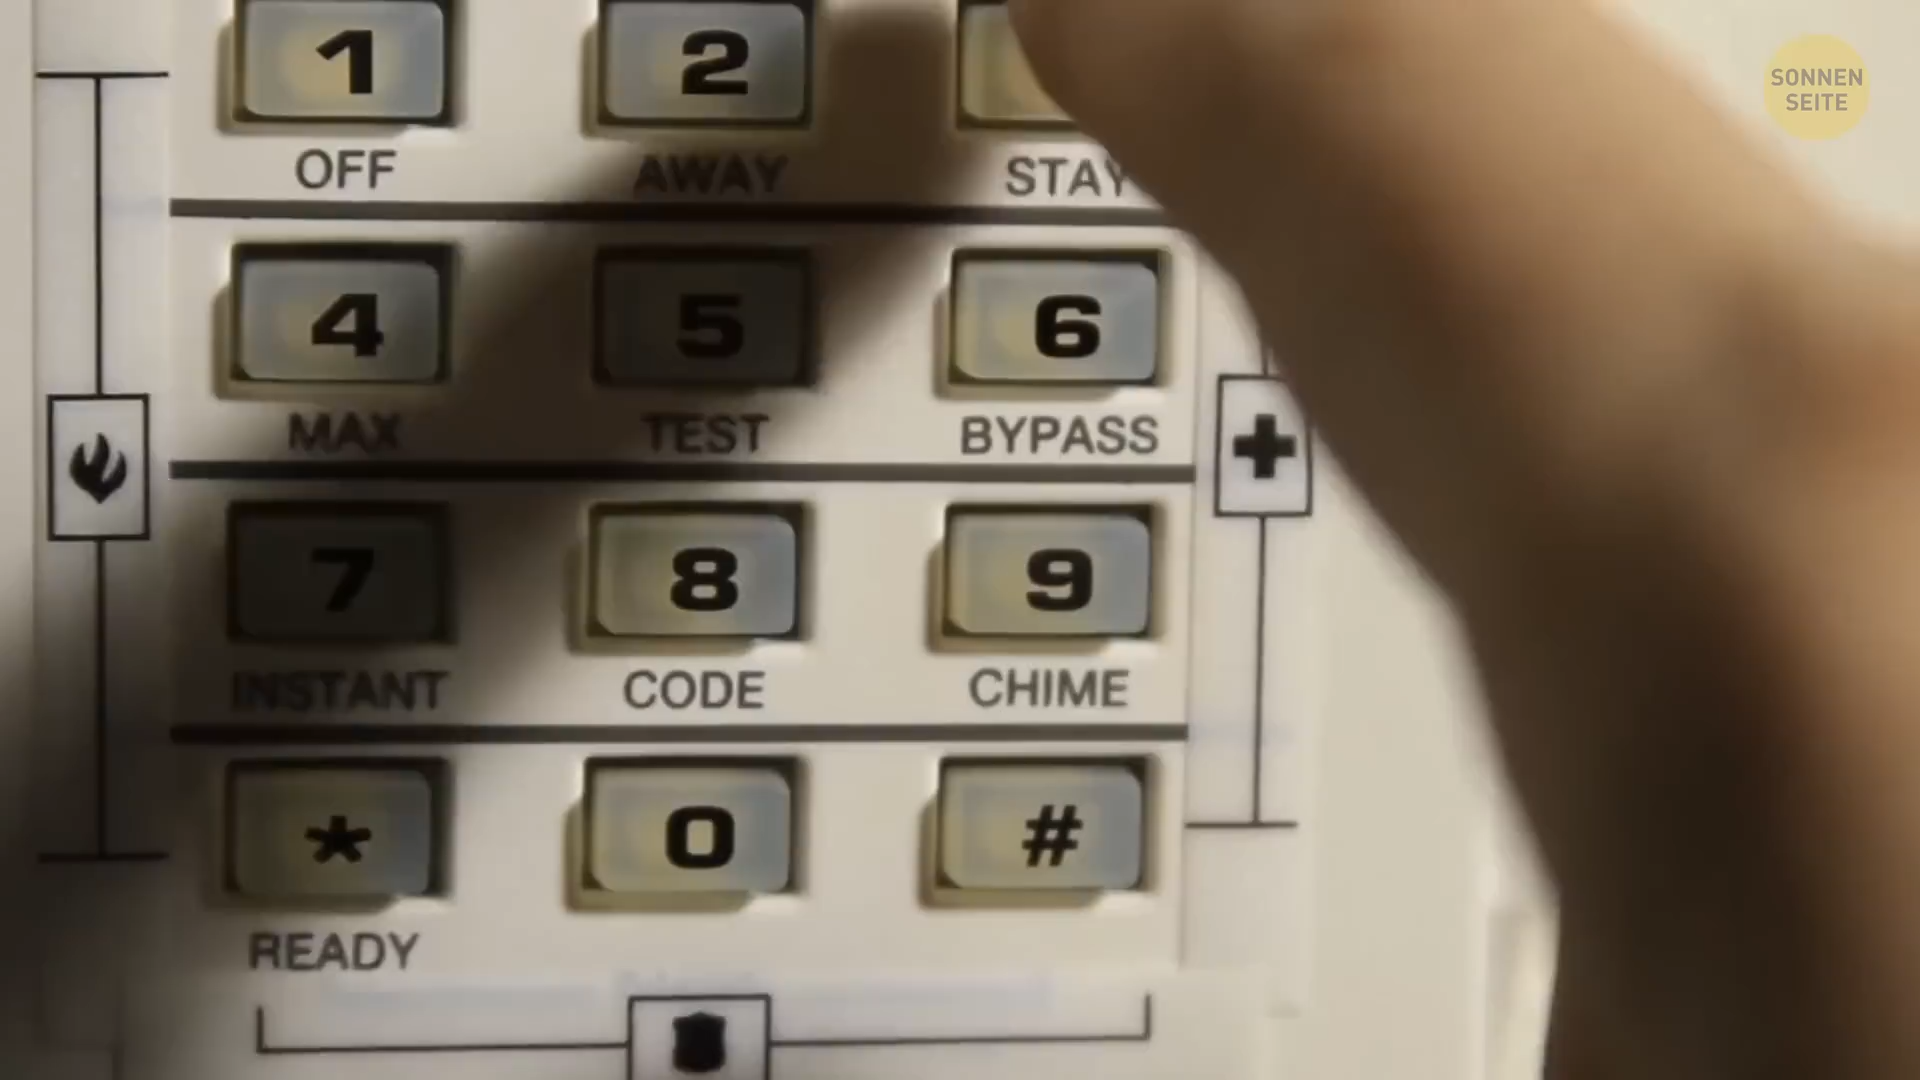 SONNEN
SEITE
1 2
OFF AWAY STAY
4 5 6
MAX TEST BYPASS
7 8 9
INSTANT CODE CHIME
* 0 #
READY